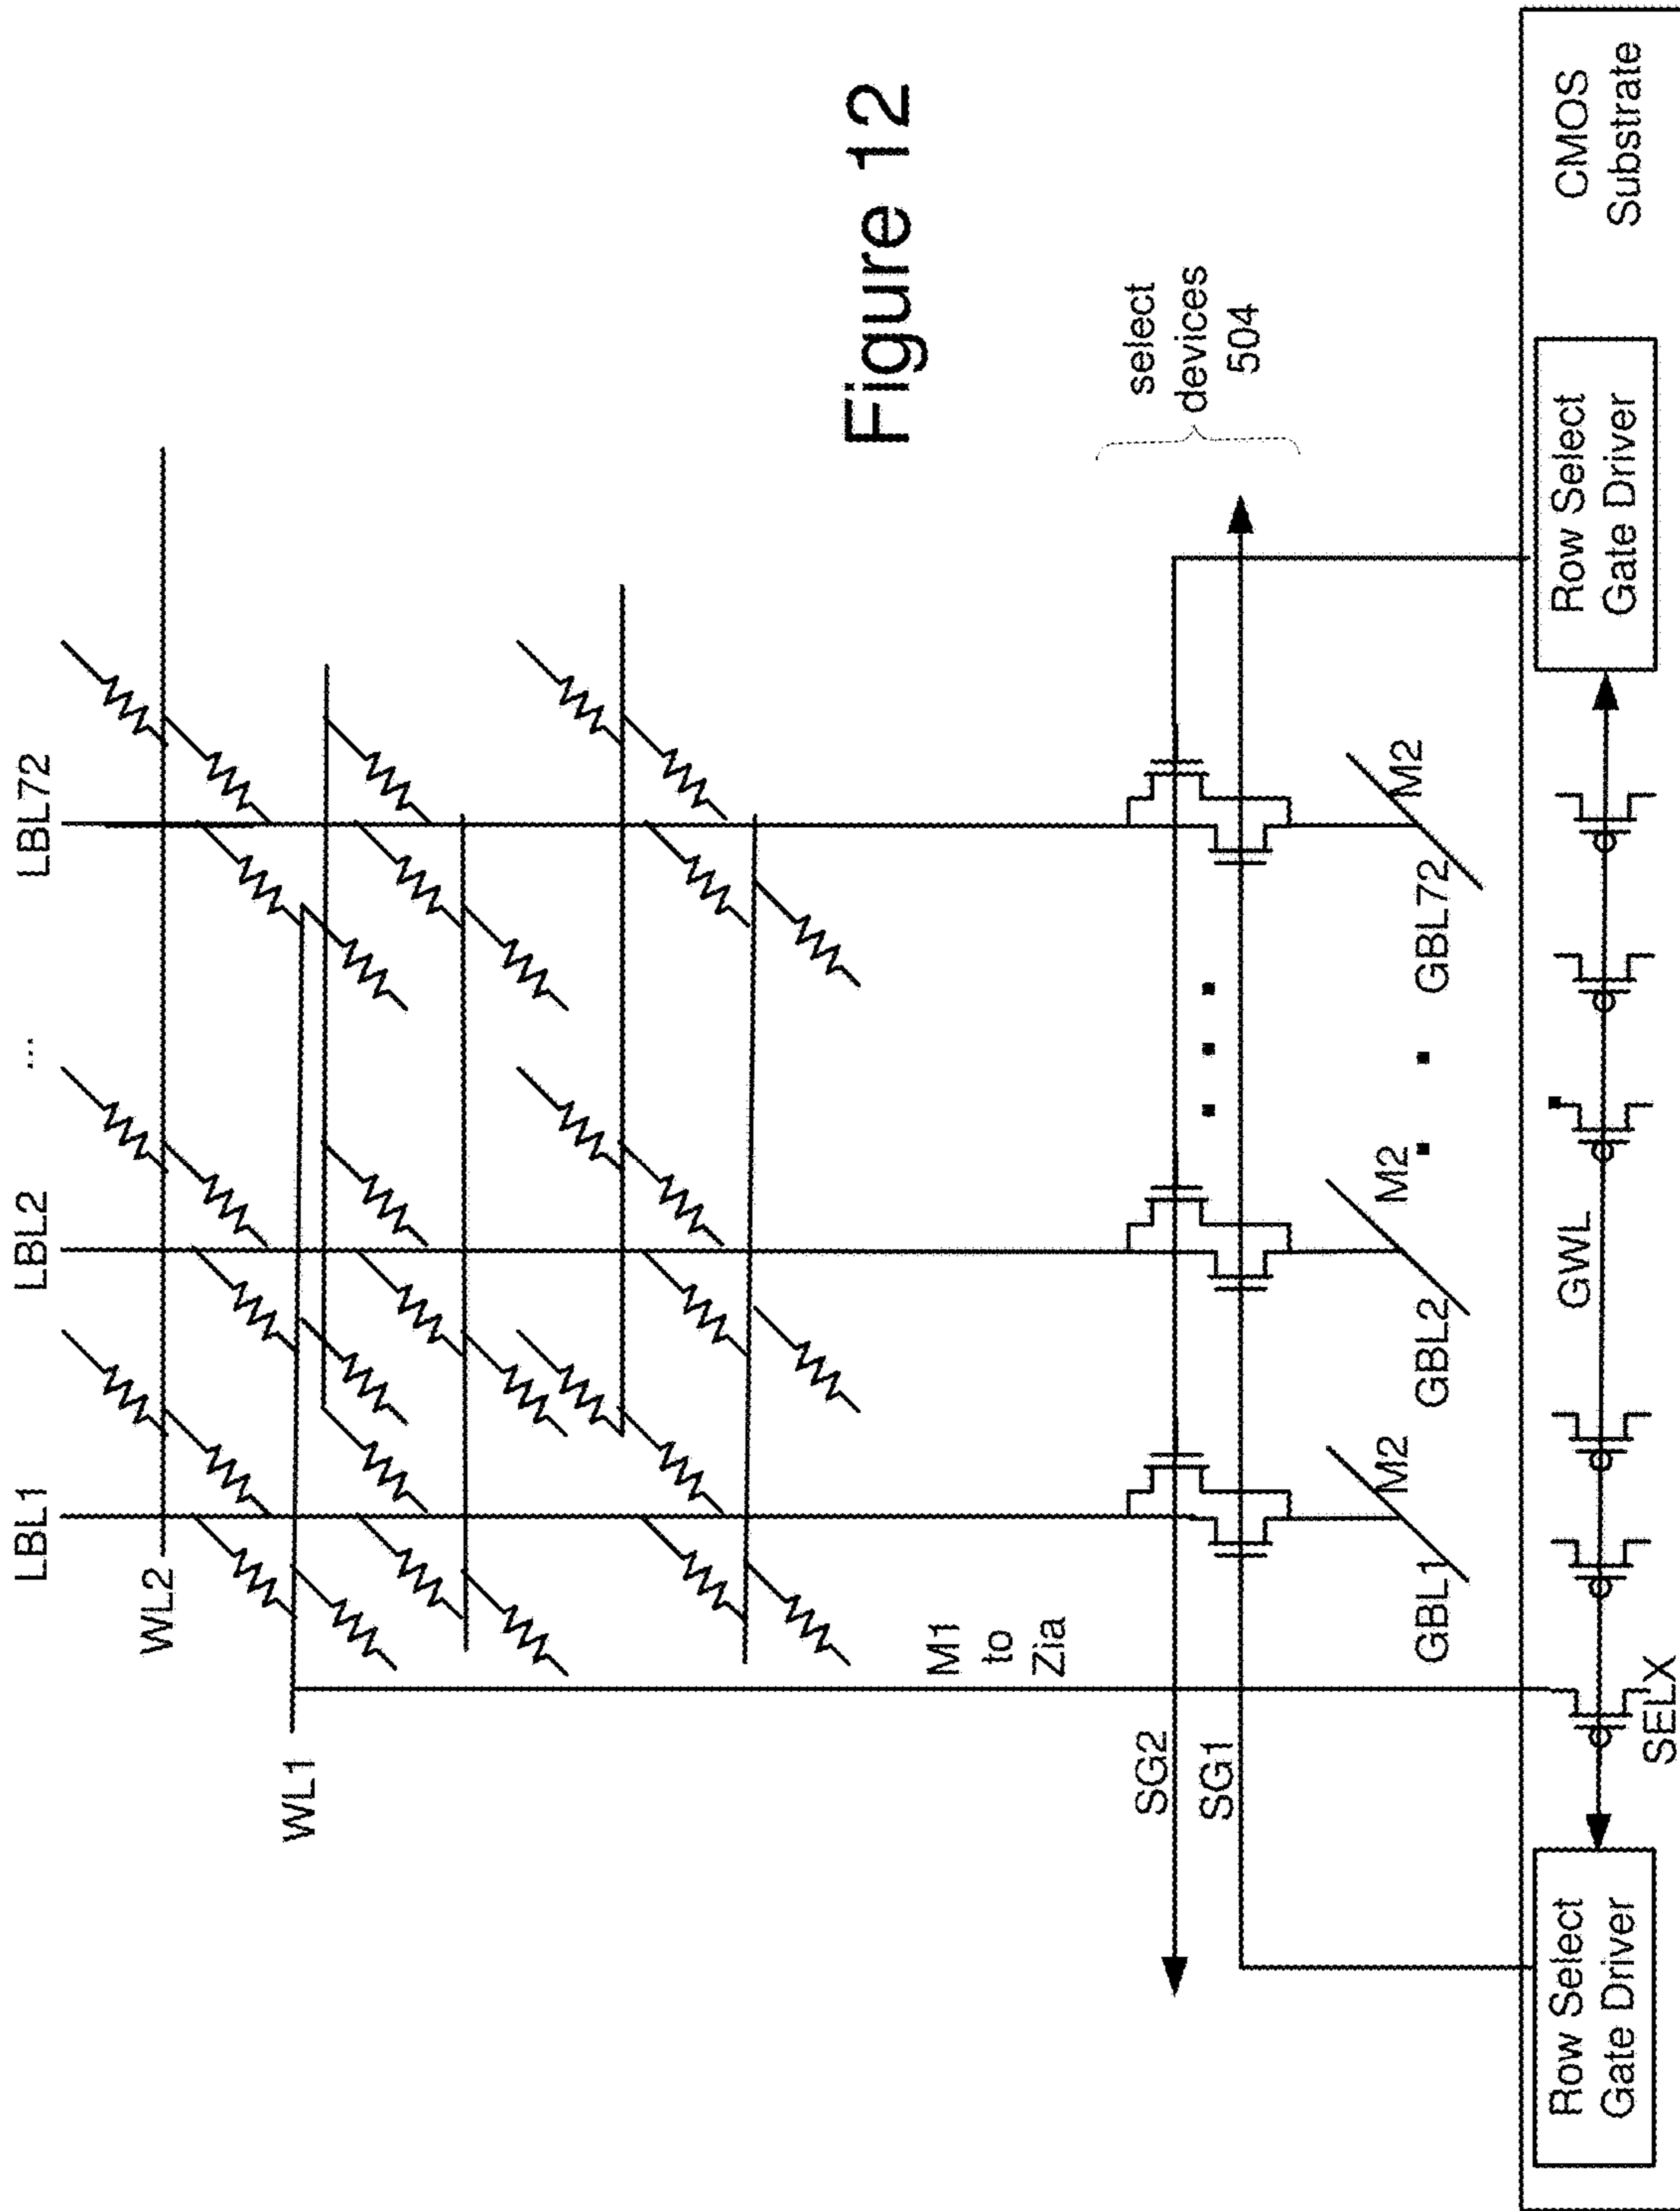 LBL1
LBL2
...
LBL72
WL2
WL1
Figure 12
M1
to
Zia
SG2
SG1
select
devices
504
M2
M2
M2
GBL1
GBL2
GBL72
GWL
SELX
Row Select
Gate Driver
Row Select
Gate Driver
CMOS
Substrate